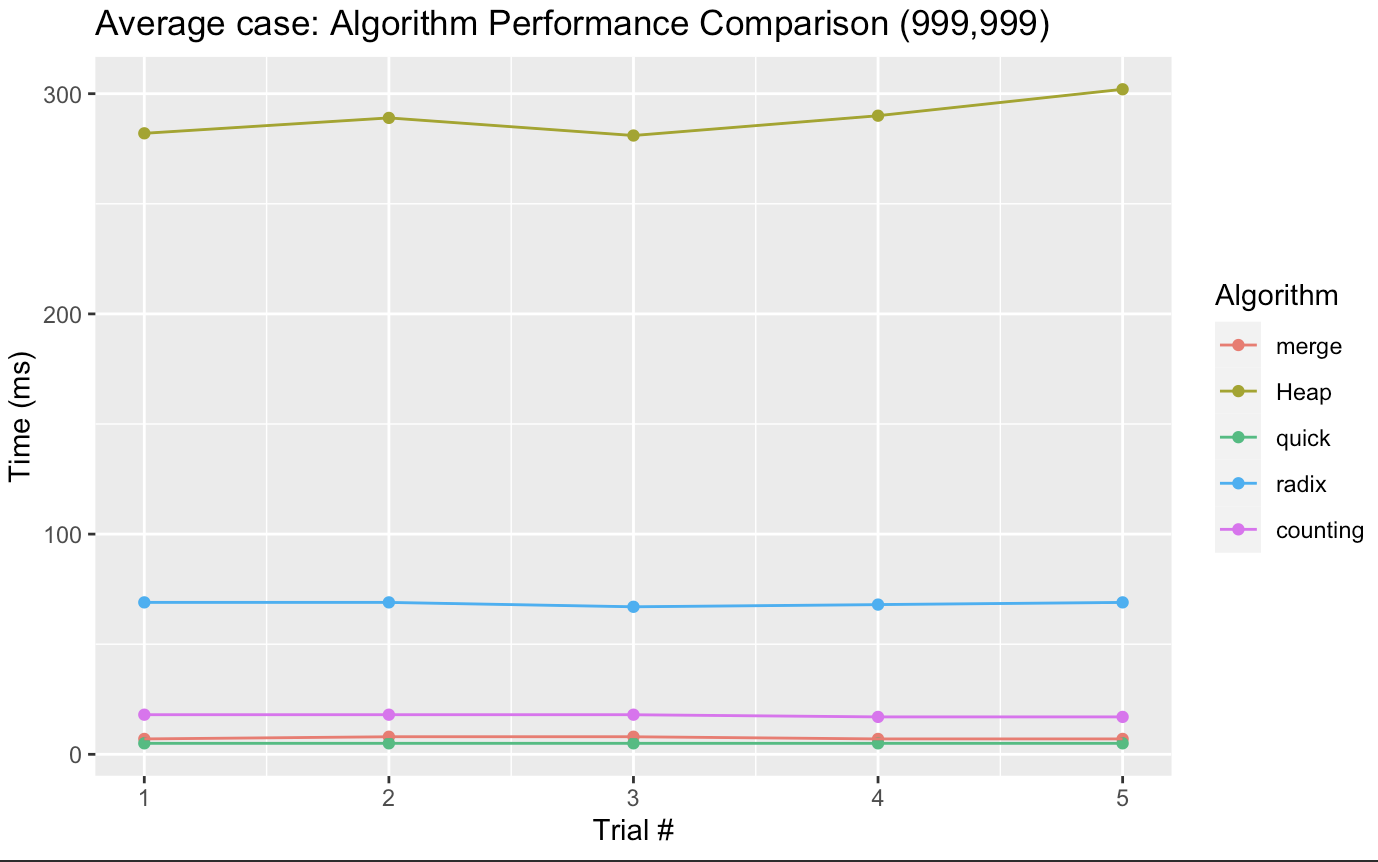 Average case: Algorithm Performance Comparison (999,999)
300
200
100
0
Time (ms)
1 2 3 4 5
Trial #
Algorithm
merge
Heap
quick
radix
counting